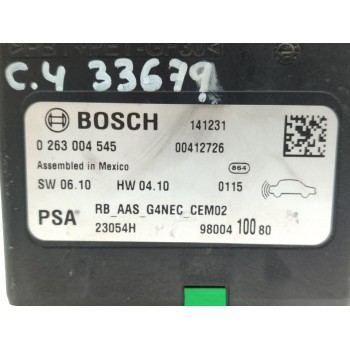 C.4 33679
BOSCH 141231
0 263 004 545 00412726
Assembled in Mexico 864
SW 06.10 HW 04.10 0115
PSA RB_AAS_G4NEC_CEM02
23054H 98004 100 80